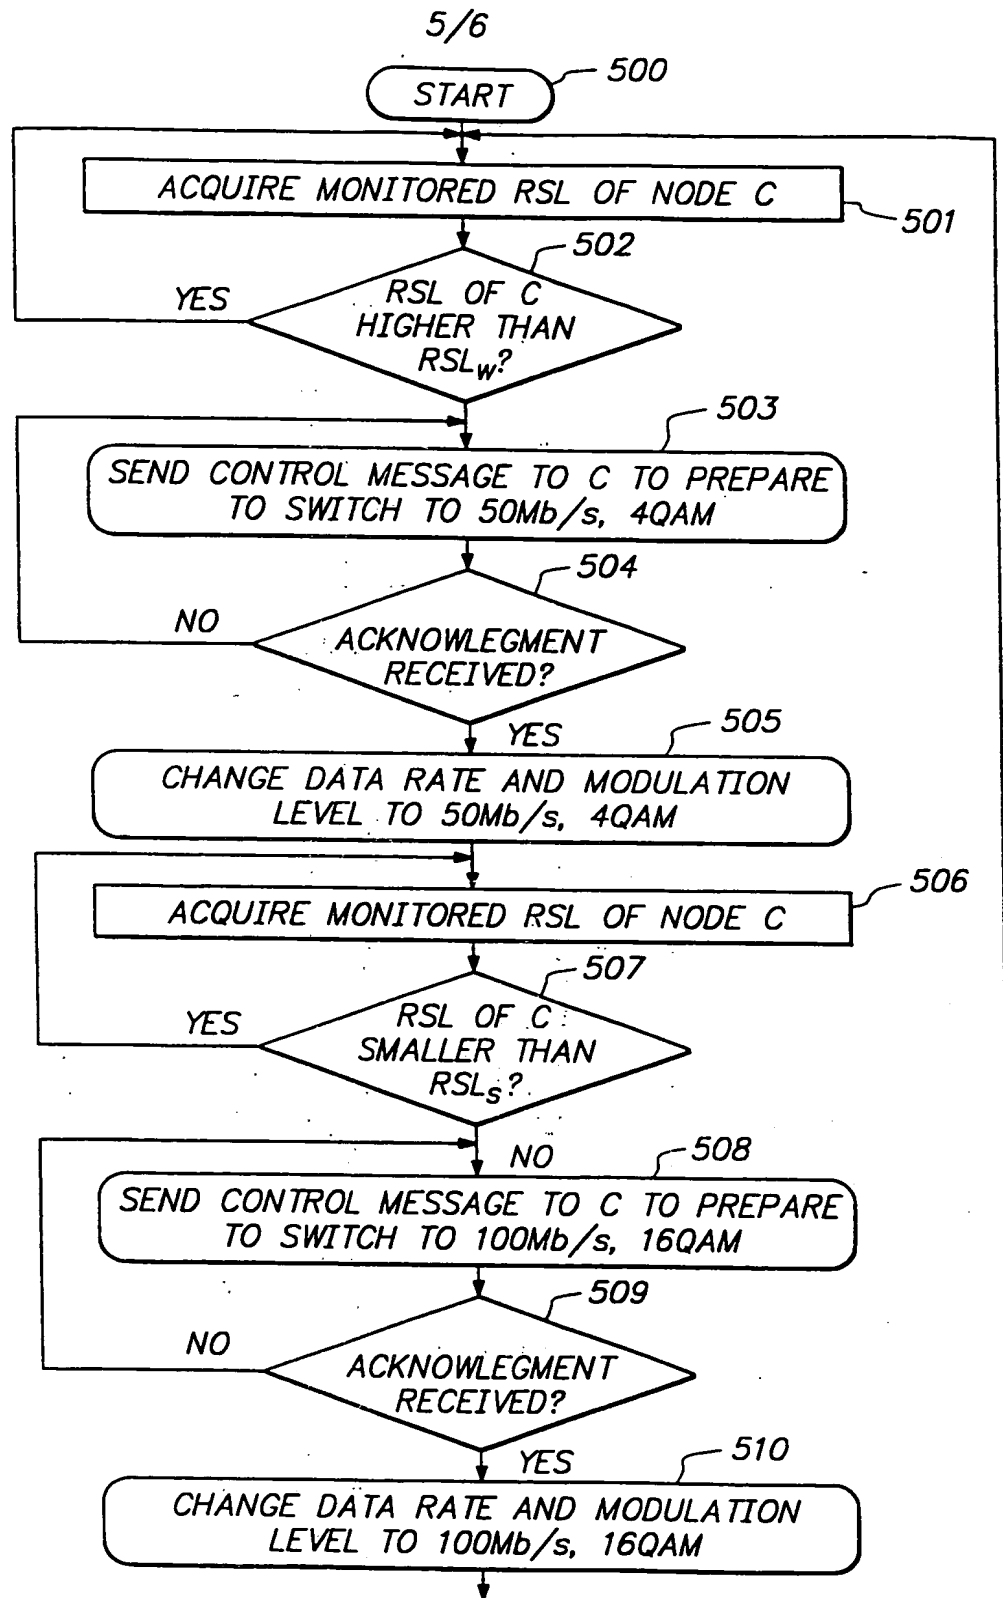 5/6
START
500
ACQUIRE MONITORED RSL OF NODE C
501
502
RSL OF C
HIGHER THAN
RSLw?
YES
503
SEND CONTROL MESSAGE TO C TO PREPARE
TO SWITCH TO 50Mb/s, 4QAM
504
NO
ACKNOWLEGMENT
RECEIVED?
YES
505
CHANGE DATA RATE AND MODULATION
LEVEL TO 50Mb/s, 4QAM
506
ACQUIRE MONITORED RSL OF NODE C
507
RSL OF C
YES
SMALLER THAN
RSLs?
NO
508
SEND CONTROL MESSAGE TO C TO PREPARE
TO SWITCH TO 100Mb/s, 16QAM
509
NO
ACKNOWLEGMENT
RECEIVED?
YES
510
CHANGE DATA RATE AND MODULATION
LEVEL TO 100Mb/s, 16QAM